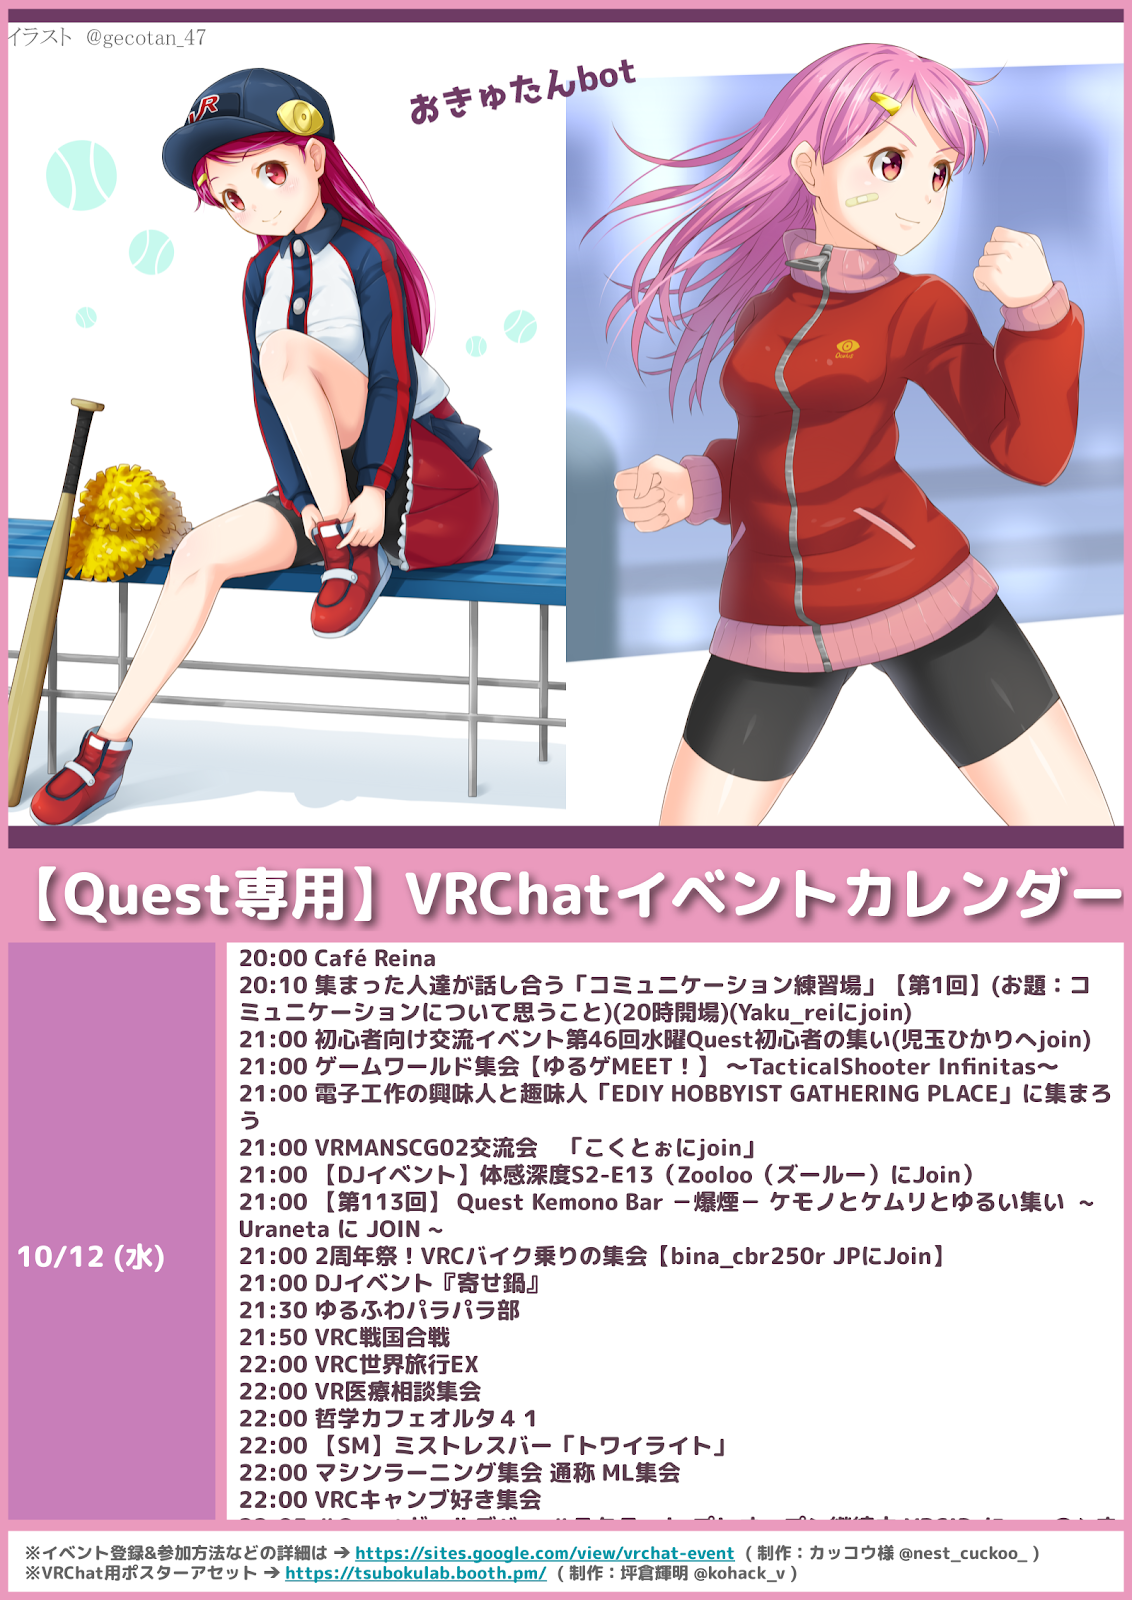 イラスト @gecotan_47
おきゅたんbot
VR
Quest
【Quest専用】VRChatイベントカレンダー
10/12 (水)
20:00 Café Reina
20:10 集まった人達が話し合う「コミュニケーション練習場」【第1回】(お題：コ
ミュニケーションについて思うこと)(20時開場)(Yaku_reiにjoin)
21:00 初心者向け交流イベント第46回水曜Quest初心者の集い(児玉ひかりへjoin)
21:00 ゲームワールド集会【ゆるゲMEET！】 ～TacticalShooter Infinitas～
21:00 電子工作の興味人と趣味人「EDIY HOBBYIST GATHERING PLACE」に集まろ
う
21:00 VRMANSCG02交流会　「こくとぉにjoin」
21:00 【DJイベント】体感深度S2-E13（Zooloo（ズールー）にJoin）
21:00 【第113回】 Quest Kemono Bar －爆煙－ ケモノとケムリとゆるい集い ~
Uraneta に JOIN ~
21:00 2周年祭！VRCバイク乗りの集会【bina_cbr250r JPにJoin】
21:00 DJイベント『寄せ鍋』
21:30 ゆるふわパラパラ部
21:50 VRC戦国合戦
22:00 VRC世界旅行EX
22:00 VR医療相談集会
22:00 哲学カフェオルタ４１
22:00 【SM】ミストレスバー「トワイライト」
22:00 マシンラーニング集会 通称 ML集会
22:00 VRCキャンプ好き集会
※イベント登録&参加方法などの詳細は ➔ https://sites.google.com/view/vrchat-event ( 制作：カッコウ様 @nest_cuckoo_ )
※VRChat用ポスターアセット ➔ https://tsubokulab.booth.pm/ ( 制作：坪倉輝明 @kohack_v )